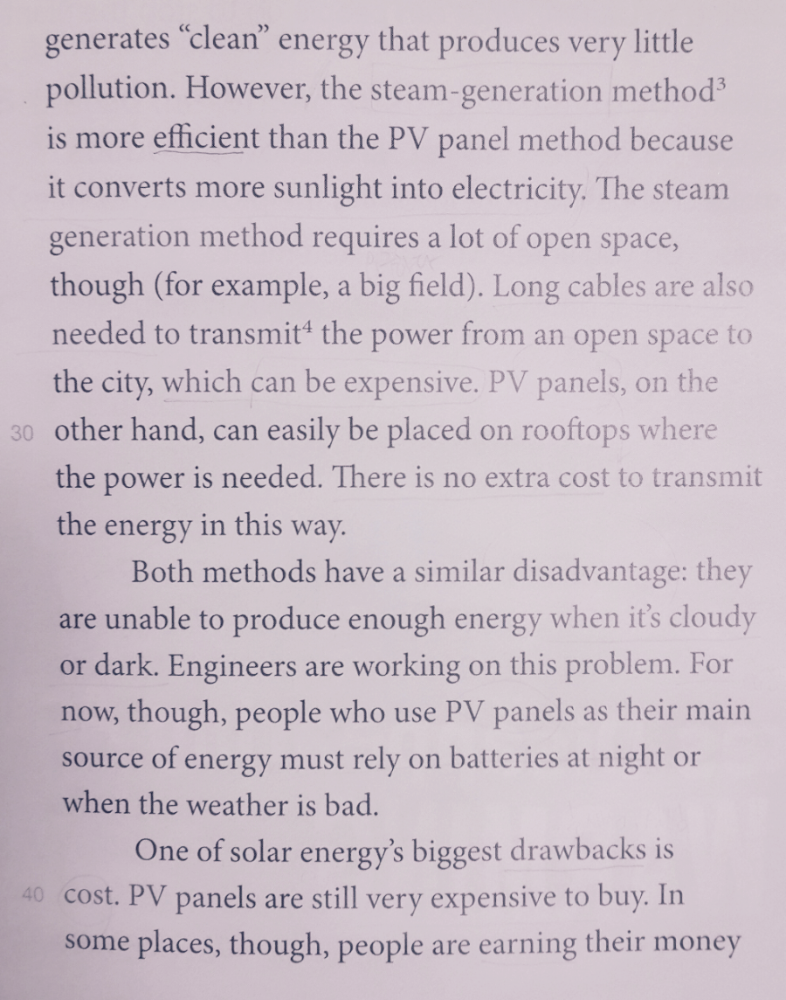 generates “clean” energy that produces very little
pollution. However, the steam-generation method³
is more efficient than the PV panel method because
it converts more sunlight into electricity. The steam
generation method requires a lot of open space,
though (for example, a big field). Long cables are also
needed to transmit⁴ the power from an open space to
the city, which can be expensive. PV panels, on the
30 other hand, can easily be placed on rooftops where
the power is needed. There is no extra cost to transmit
the energy in this way.
Both methods have a similar disadvantage: they
are unable to produce enough energy when it’s cloudy
or dark. Engineers are working on this problem. For
now, though, people who use PV panels as their main
source of energy must rely on batteries at night or
when the weather is bad.
One of solar energy’s biggest drawbacks is
40 cost. PV panels are still very expensive to buy. In
some places, though, people are earning their money